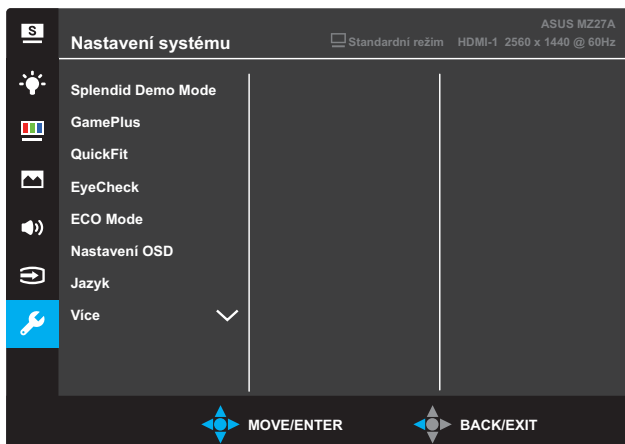 S
ASUS MZ27A
Nastavení systému
Standardní režim HDMI-1 2560 x 1440 @ 60Hz
Splendid Demo Mode
GamePlus
QuickFit
EyeCheck
ECO Mode
Nastavení OSD
Jazyk
Více
MOVE/ENTER
BACK/EXIT